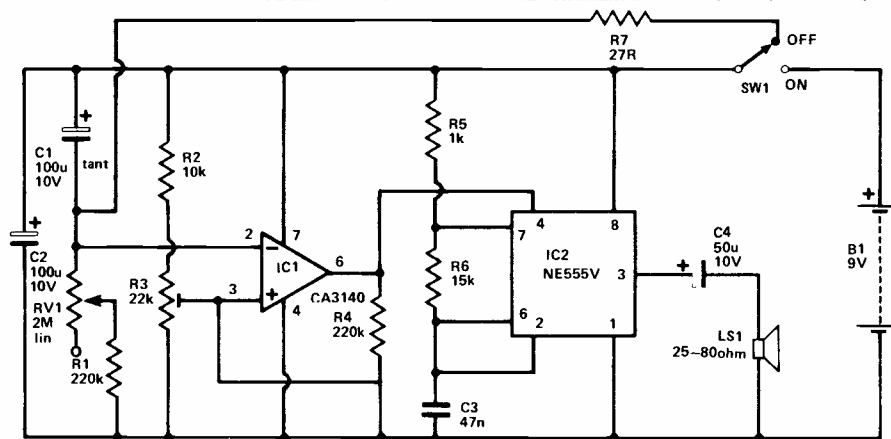 R7
27R
OFF
SW1
ON
+
C1
100u
10V
tant
R2
10k
R5
1k
+
C2
100u
10V
RV1
2M
lin
R1
220k
R3
22k
2
7
−
IC1
6
3
+
4
CA3140
R4
220k
R6
15k
4
8
7
IC2
NE555V
3
6
2
1
C3
47n
C4
50u
10V
+
LS1
25~80ohm
+
B1
9V